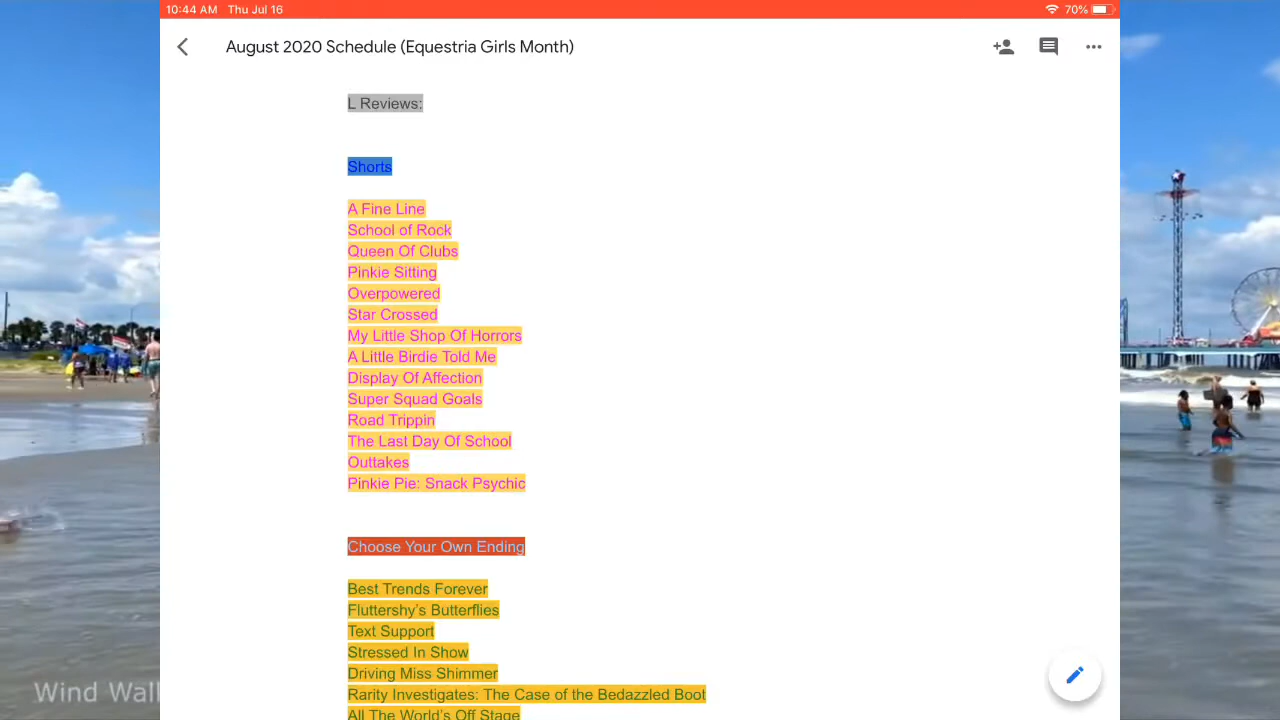 10:44 AM Thu Jul 16 70%
August 2020 Schedule (Equestria Girls Month)
L Reviews:
Shorts
A Fine Line
School of Rock
Queen Of Clubs
Pinkie Sitting
Overpowered
Star Crossed
My Little Shop Of Horrors
A Little Birdie Told Me
Display Of Affection
Super Squad Goals
Road Trippin
The Last Day Of School
Outtakes
Pinkie Pie: Snack Psychic
Choose Your Own Ending
Best Trends Forever
Fluttershy's Butterflies
Text Support
Stressed In Show
Driving Miss Shimmer
Rarity Investigates: The Case of the Bedazzled Boot
All The World's Off Stage
Wind Wall